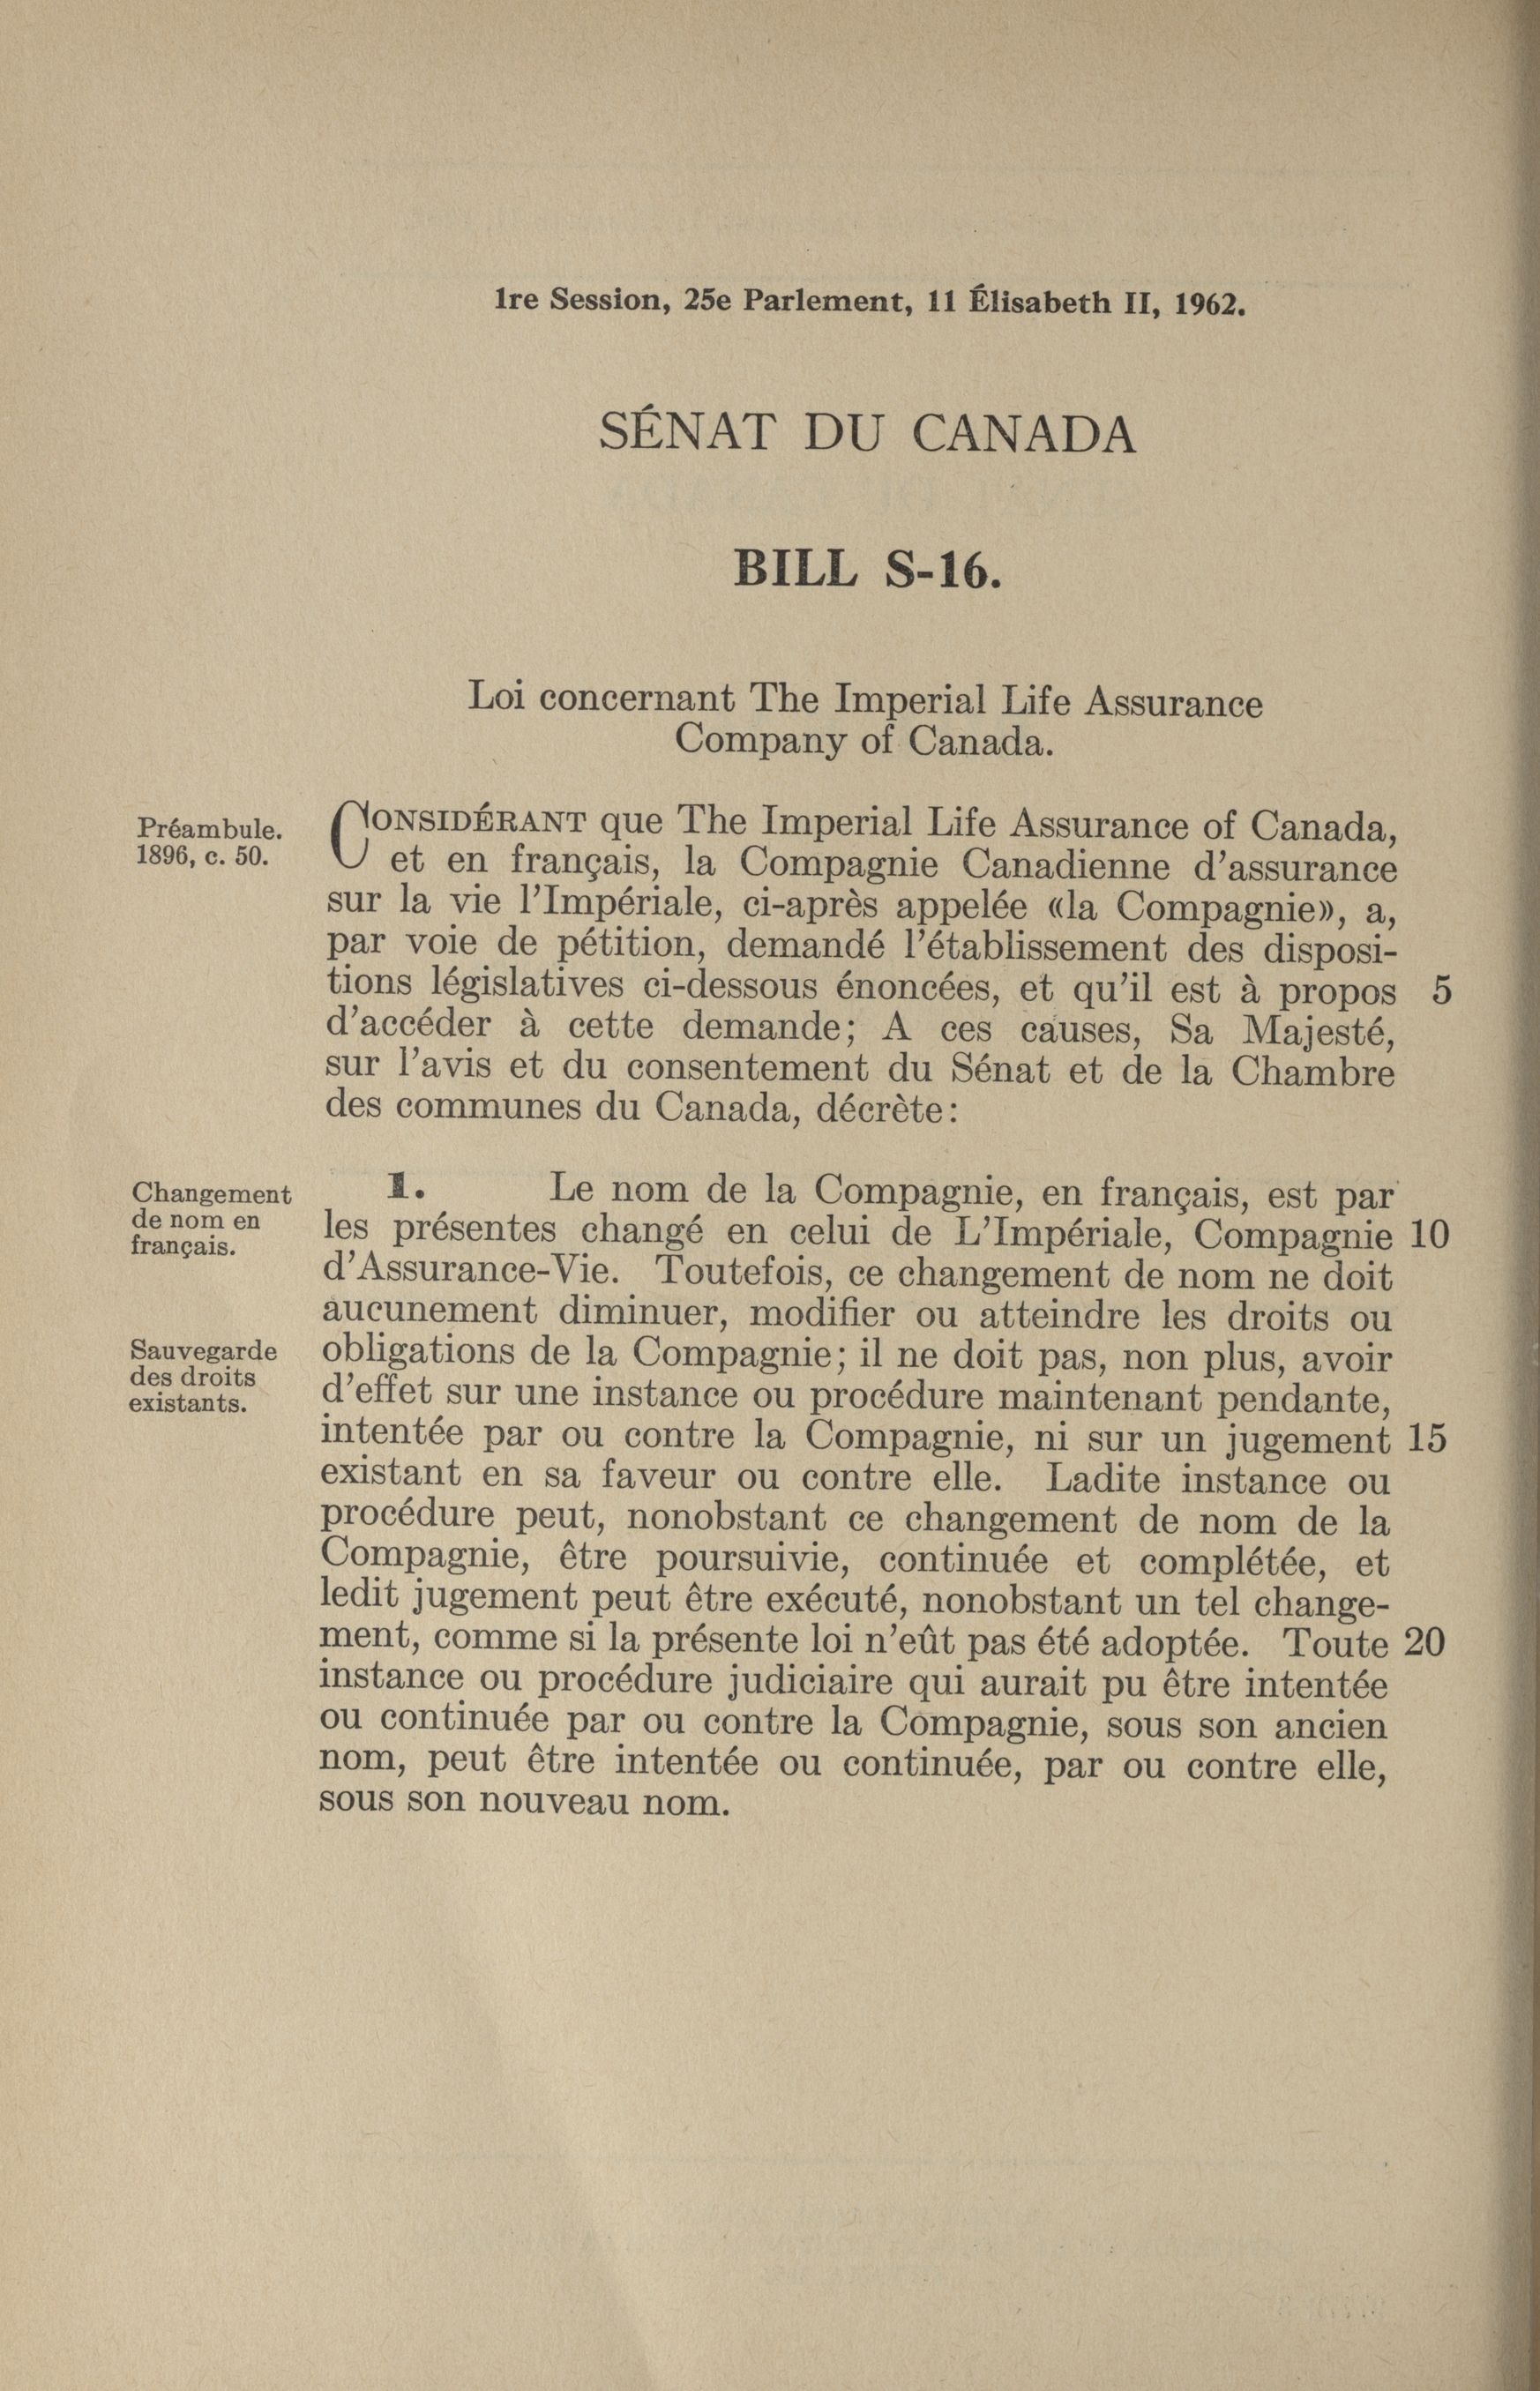 1re Session, 25e Parlement, 11 Élisabeth II, 1962.
SÉNAT DU CANADA
BILL S-16.
Loi concernant The Imperial Life Assurance
Company of Canada.
Préambule.
1896, c. 50.
CONSIDÉRANT que The Imperial Life Assurance of Canada,
et en français, la Compagnie Canadienne d'assurance
sur la vie l'Impériale, ci-après appelée «la Compagnie», a,
par voie de pétition, demandé l'établissement des disposi-
tions législatives ci-dessous énoncées, et qu'il est à propos 5
d'accéder à cette demande; A ces causes, Sa Majesté,
sur l'avis et du consentement du Sénat et de la Chambre
des communes du Canada, décrète:
Changement
de nom en
français.
1. Le nom de la Compagnie, en français, est par
les présentes changé en celui de L'Impériale, Compagnie 10
d'Assurance-Vie. Toutefois, ce changement de nom ne doit
aucunement diminuer, modifier ou atteindre les droits ou
Sauvegarde
des droits
existants.
obligations de la Compagnie; il ne doit pas, non plus, avoir
d'effet sur une instance ou procédure maintenant pendante,
intentée par ou contre la Compagnie, ni sur un jugement 15
existant en sa faveur ou contre elle. Ladite instance ou
procédure peut, nonobstant ce changement de nom de la
Compagnie, être poursuivie, continuée et complétée, et
ledit jugement peut être exécuté, nonobstant un tel change-
ment, comme si la présente loi n'eût pas été adoptée. Toute 20
instance ou procédure judiciaire qui aurait pu être intentée
ou continuée par ou contre la Compagnie, sous son ancien
nom, peut être intentée ou continuée, par ou contre elle,
sous son nouveau nom.